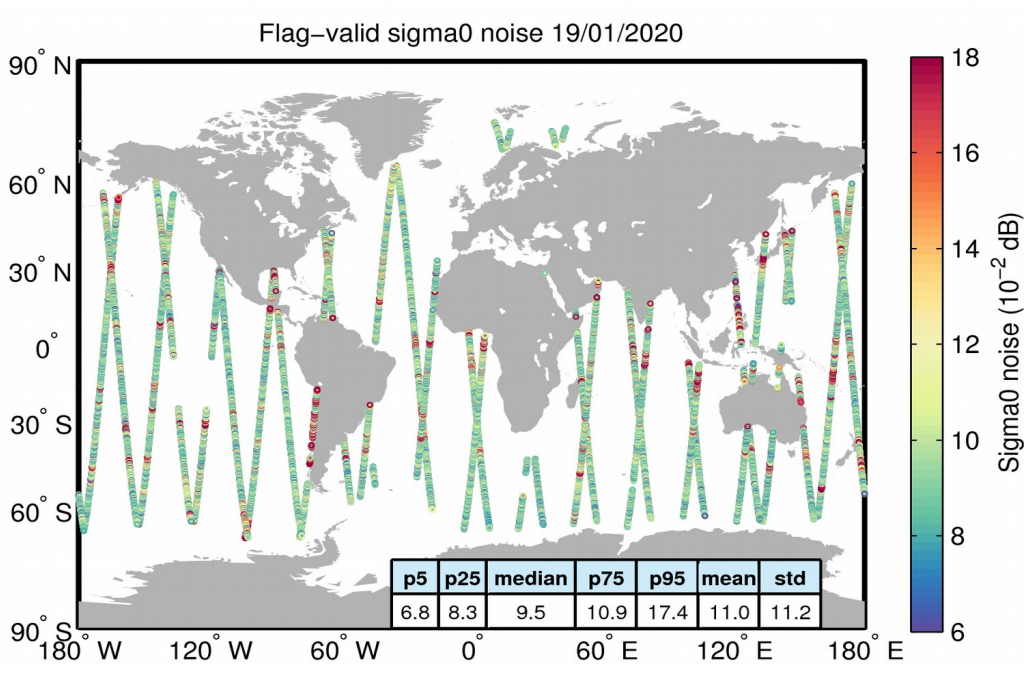 Flag−valid sigma0 noise 19/01/2020
90° N
60° N
30° N
0°
30° S
60° S
90° S
180° W 120° W 60° W 0° 60° E 120° E 180° E
18
16
14
12
10
8
6
Sigma0 noise (10⁻² dB)
p5 p25 median p75 p95 mean std
6.8 8.3 9.5 10.9 17.4 11.0 11.2